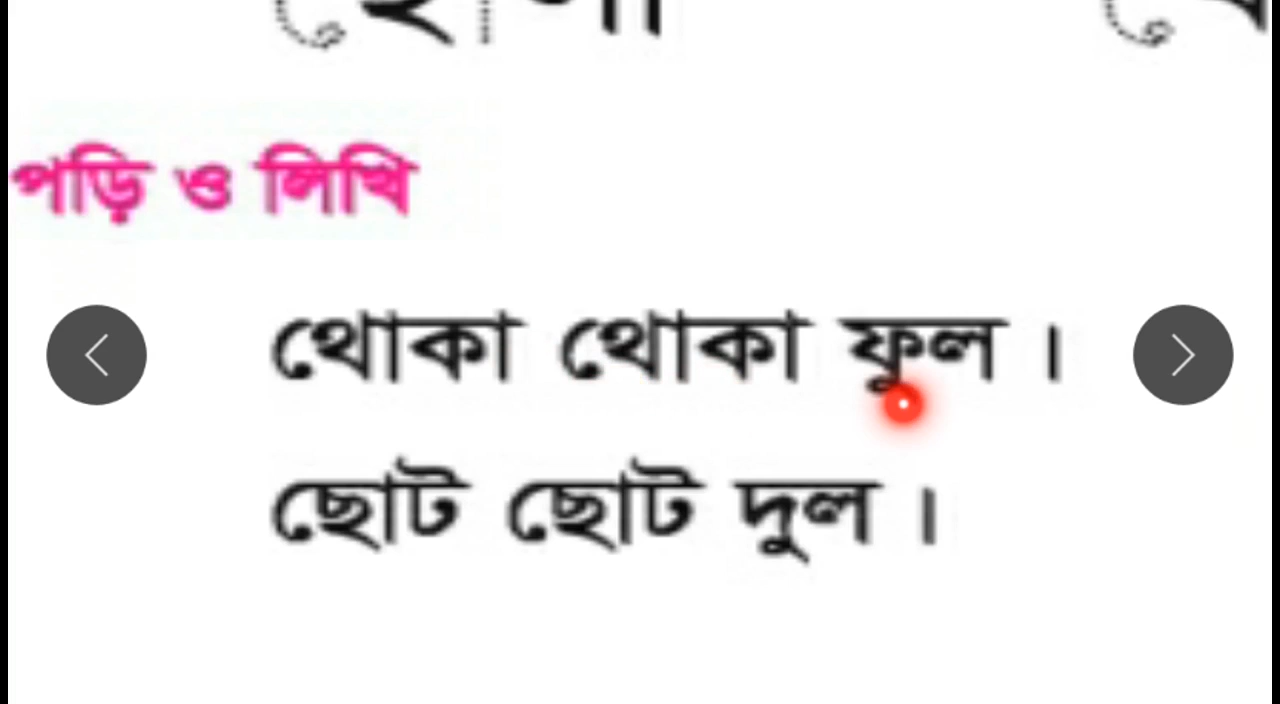 পড়ি ও লিখি
থোকা থোকা ফুল ।
ছোট ছোট দুল ।